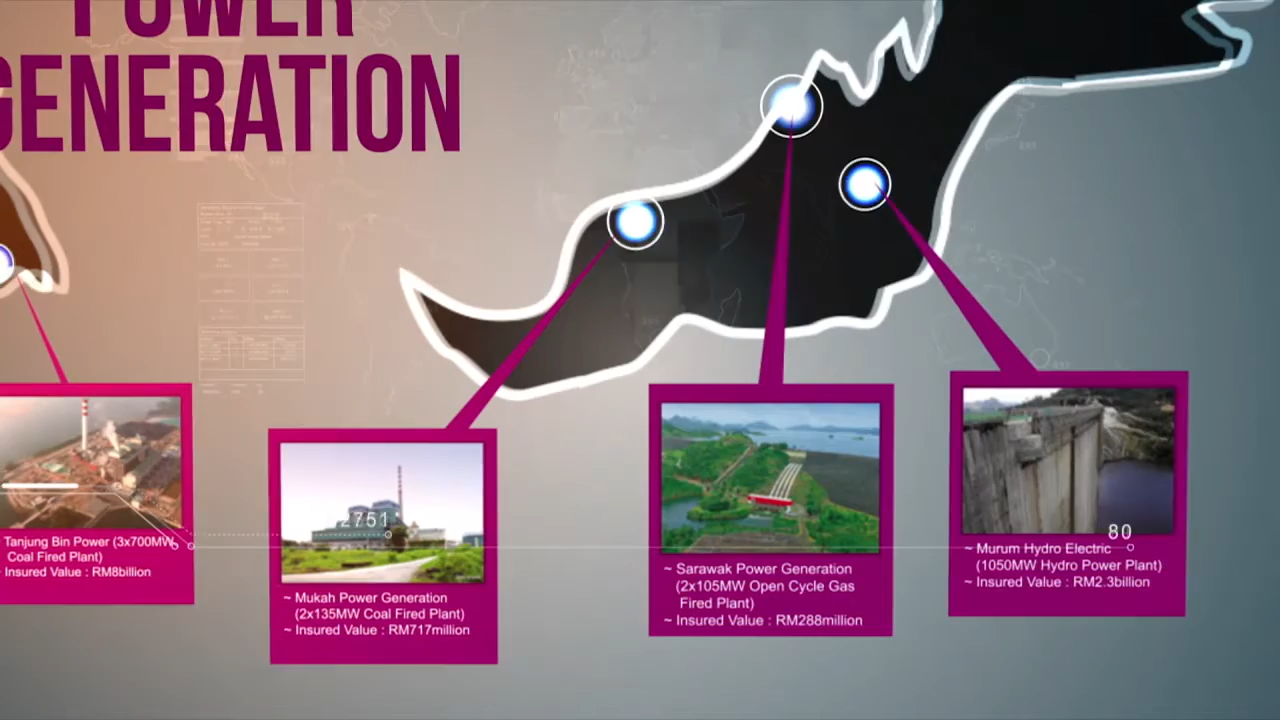 POWER
GENERATION
~ Mukah Power Generation
(2x135MW Coal Fired Plant)
~ Insured Value : RM717million
~ Sarawak Power Generation
(2x105MW Open Cycle Gas
Fired Plant)
~ Insured Value : RM288million
80
~ Murum Hydro Electric
(1050MW Hydro Power Plant)
~ Insured Value : RM2.3billion
Tanjung Bin Power (3x700MW
Coal Fired Plant)
Insured Value : RM8billion
2751